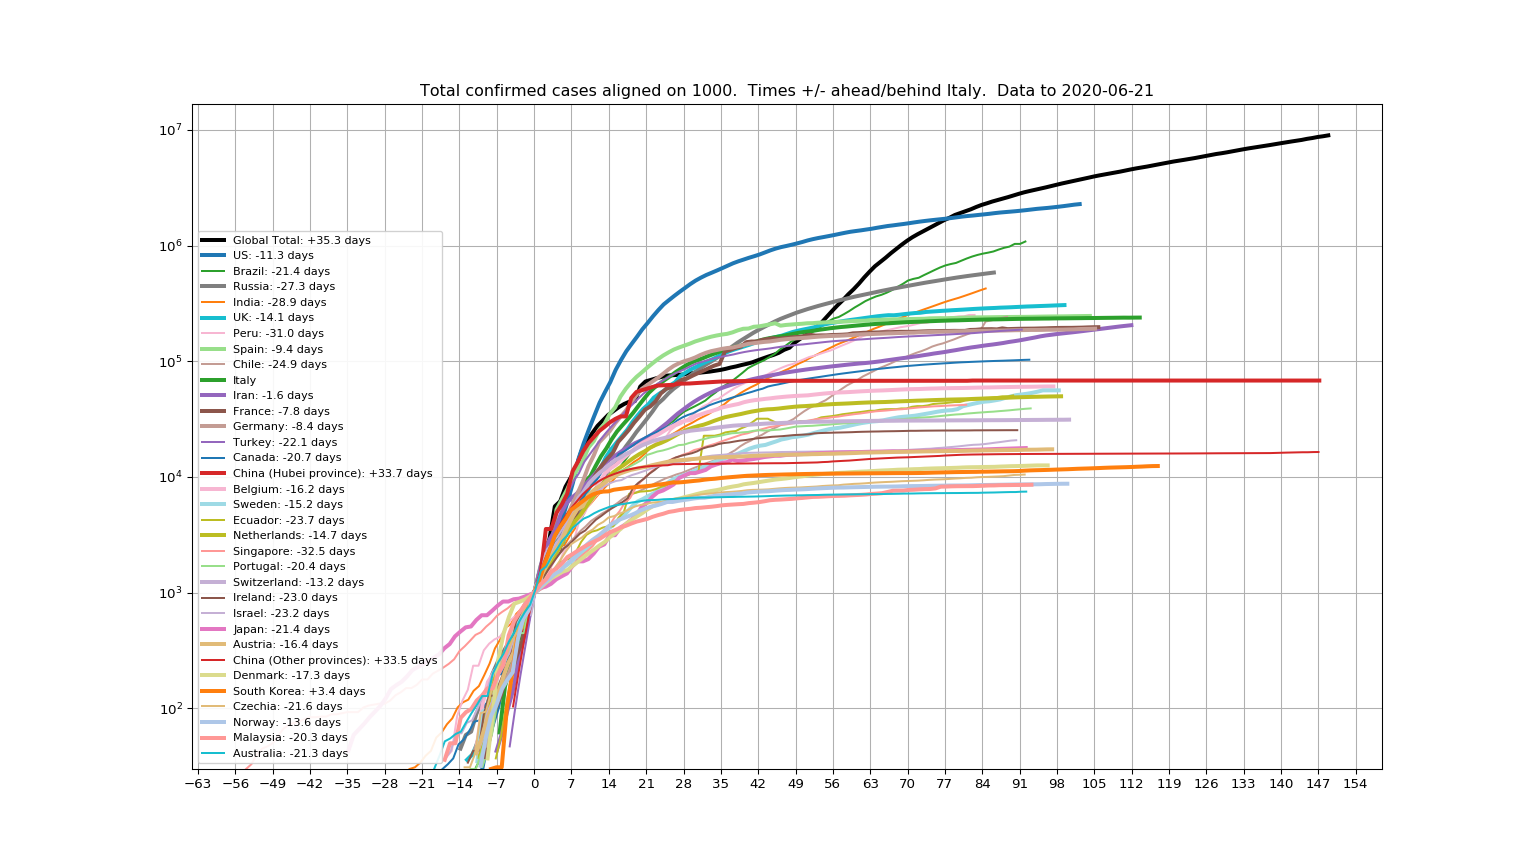 Total confirmed cases aligned on 1000.  Times +/- ahead/behind Italy.  Data to 2020-06-21
10^7
10^6
10^5
10^4
10^3
10^2
Global Total: +35.3 days
US: -11.3 days
Brazil: -21.4 days
Russia: -27.3 days
India: -28.9 days
UK: -14.1 days
Peru: -31.0 days
Spain: -9.4 days
Chile: -24.9 days
Italy
Iran: -1.6 days
France: -7.8 days
Germany: -8.4 days
Turkey: -22.1 days
Canada: -20.7 days
China (Hubei province): +33.7 days
Belgium: -16.2 days
Sweden: -15.2 days
Ecuador: -23.7 days
Netherlands: -14.7 days
Singapore: -32.5 days
Portugal: -20.4 days
Switzerland: -13.2 days
Ireland: -23.0 days
Israel: -23.2 days
Japan: -21.4 days
Austria: -16.4 days
China (Other provinces): +33.5 days
Denmark: -17.3 days
South Korea: +3.4 days
Czechia: -21.6 days
Norway: -13.6 days
Malaysia: -20.3 days
Australia: -21.3 days
−63 −56 −49 −42 −35 −28 −21 −14 −7 0 7 14 21 28 35 42 49 56 63 70 77 84 91 98 105 112 119 126 133 140 147 154